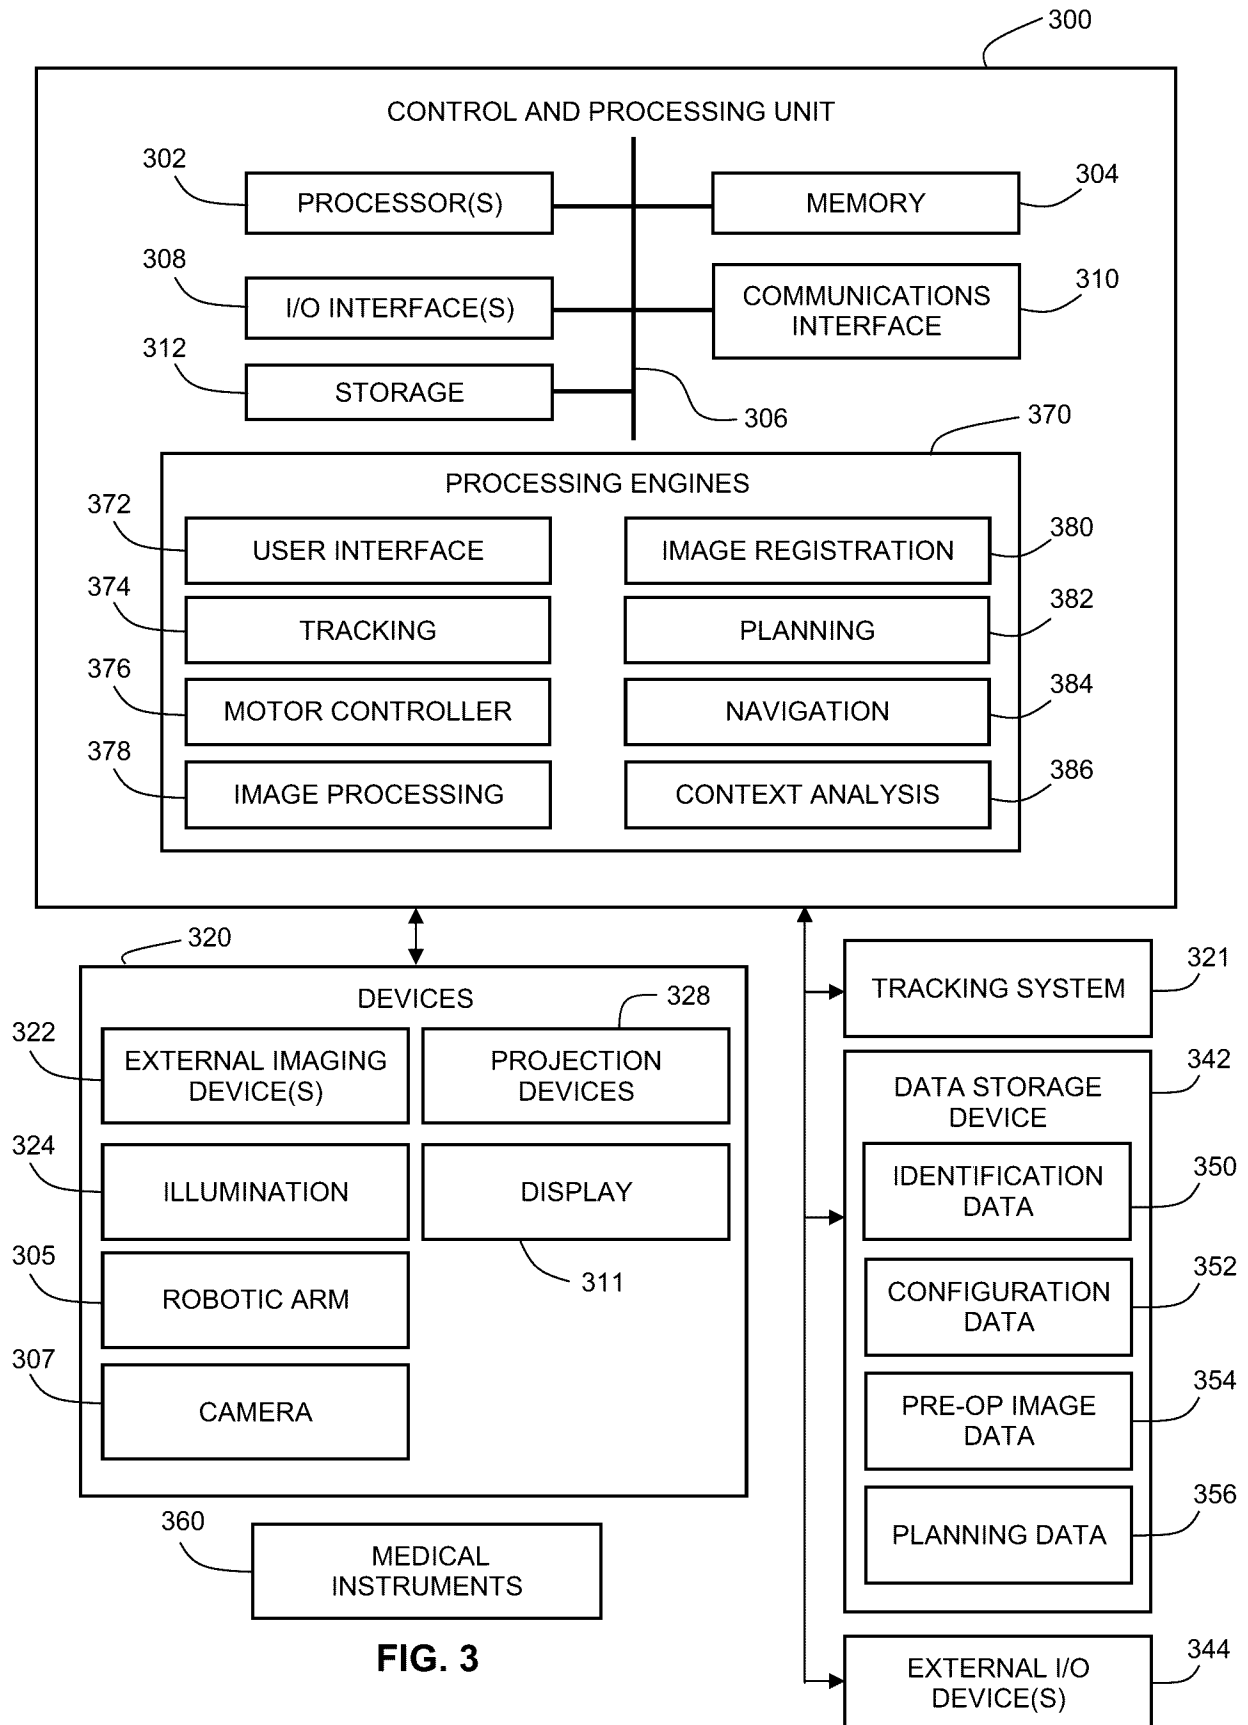 300
CONTROL AND PROCESSING UNIT
302
PROCESSOR(S)
MEMORY
304
308
I/O INTERFACE(S)
COMMUNICATIONS
INTERFACE
310
312
STORAGE
306
370
PROCESSING ENGINES
372
USER INTERFACE
IMAGE REGISTRATION
380
374
TRACKING
PLANNING
382
376
MOTOR CONTROLLER
NAVIGATION
384
378
IMAGE PROCESSING
CONTEXT ANALYSIS
386
320
DEVICES
328
322
EXTERNAL IMAGING
DEVICE(S)
PROJECTION
DEVICES
324
ILLUMINATION
DISPLAY
311
305
ROBOTIC ARM
307
CAMERA
360
MEDICAL
INSTRUMENTS
TRACKING SYSTEM
321
DATA STORAGE
DEVICE
342
IDENTIFICATION
DATA
350
CONFIGURATION
DATA
352
PRE-OP IMAGE
DATA
354
PLANNING DATA
356
EXTERNAL I/O
DEVICE(S)
344
FIG. 3